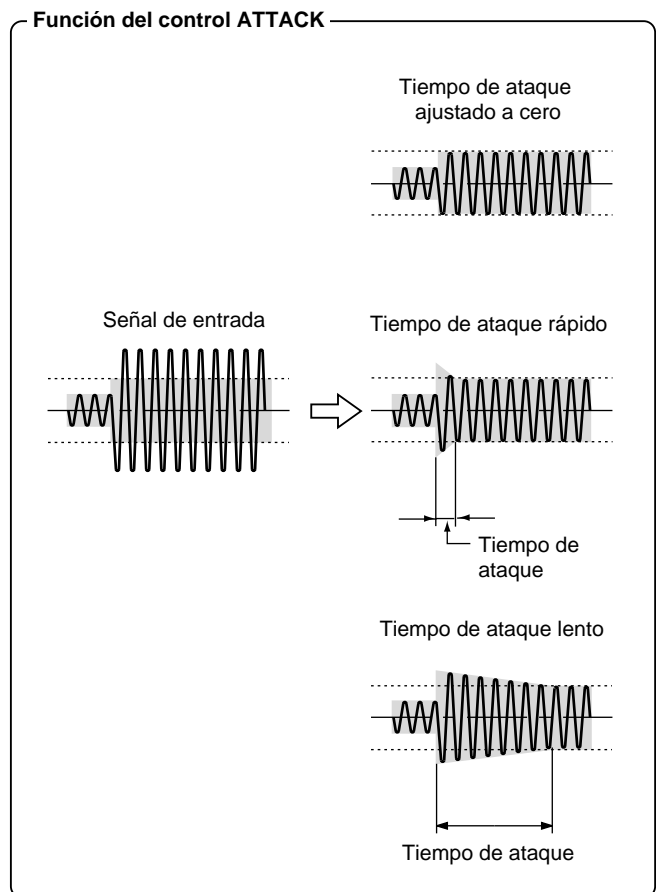 Función del control ATTACK
Tiempo de ataque
ajustado a cero
Señal de entrada
Tiempo de ataque rápido
Tiempo de
ataque
Tiempo de ataque lento
Tiempo de ataque